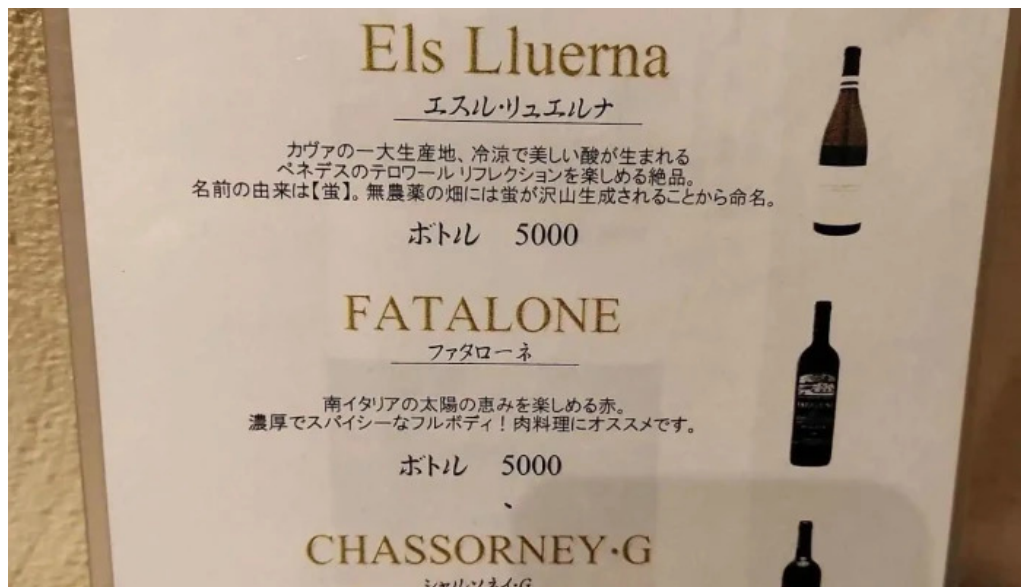 Els Lluerna
エスル・リュエルナ
カヴァの一大生産地、冷涼で美しい酸が生まれる
ペネデスのテロワール リフレクションを楽しめる絶品。
名前の由来は【蛍】。無農薬の畑には蛍が沢山生成されることから命名。
ボトル 5000
FATALONE
ファタローネ
南イタリアの太陽の恵みを楽しめる赤。
濃厚でスパイシーなフルボディ！肉料理にオススメです。
ボトル 5000
CHASSORNEY・G